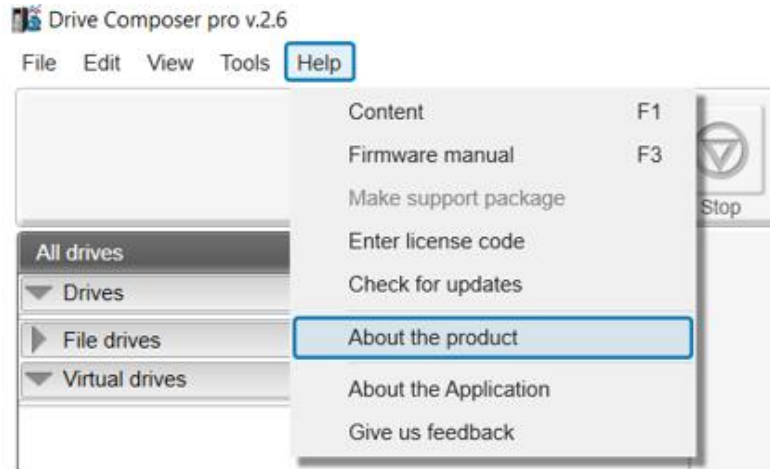 Drive Composer pro v.2.6
File Edit View Tools Help
Content F1
Firmware manual F3
Make support package
Stop
Enter license code
All drives
Check for updates
Drives
File drives
About the product
Virtual drives
About the Application
Give us feedback